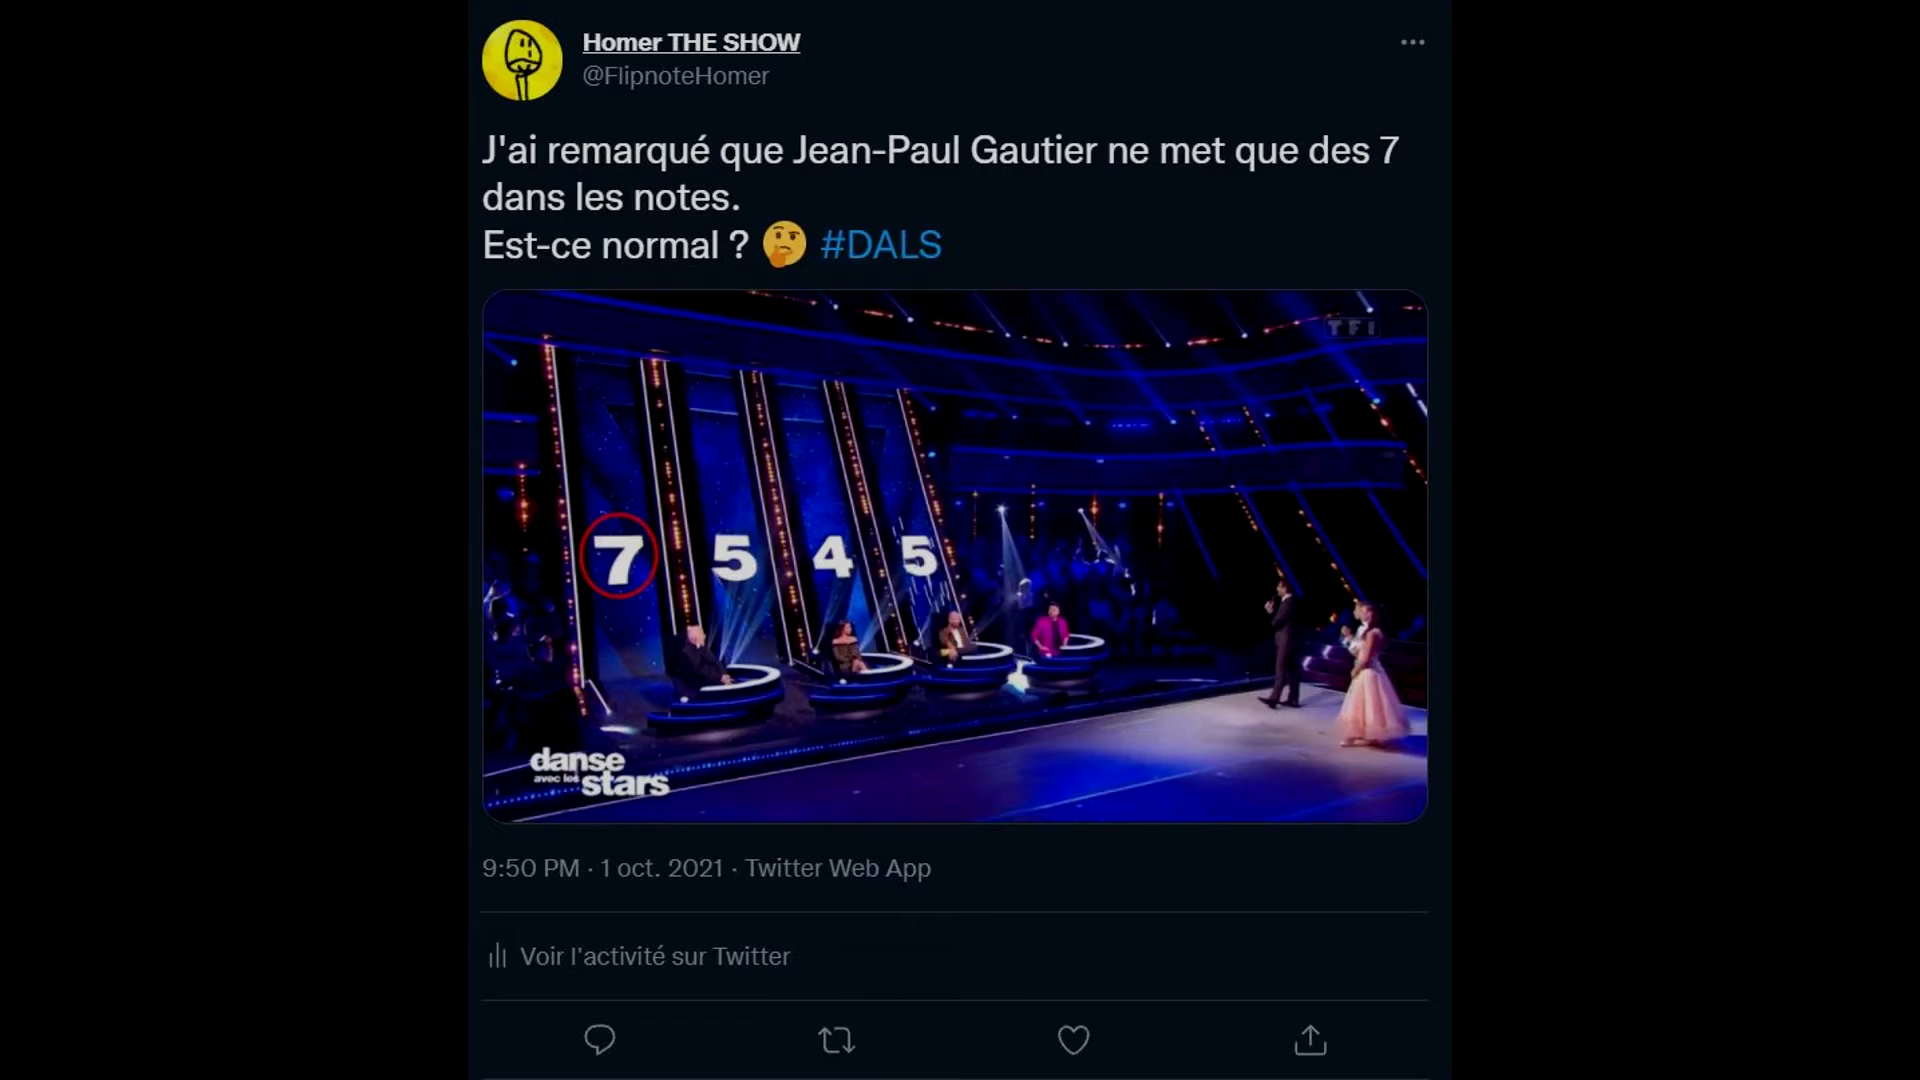 Homer THE SHOW
@FlipnoteHomer
J'ai remarqué que Jean-Paul Gautier ne met que des 7
dans les notes.
Est-ce normal ? 🤔 #DALS
TF1
7 5 4 5
danse
avec les
stars
9:50 PM · 1 oct. 2021 · Twitter Web App
Voir l'activité sur Twitter